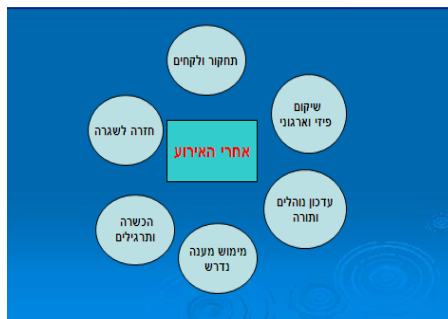 תחקור ולקחים
שיקום
פיזי וארגוני
חזרה לשגרה
אחרי האירוע
עדכון נוהלים
ותורה
הכשרה
ותרגילים
מימוש מענה
נדרש